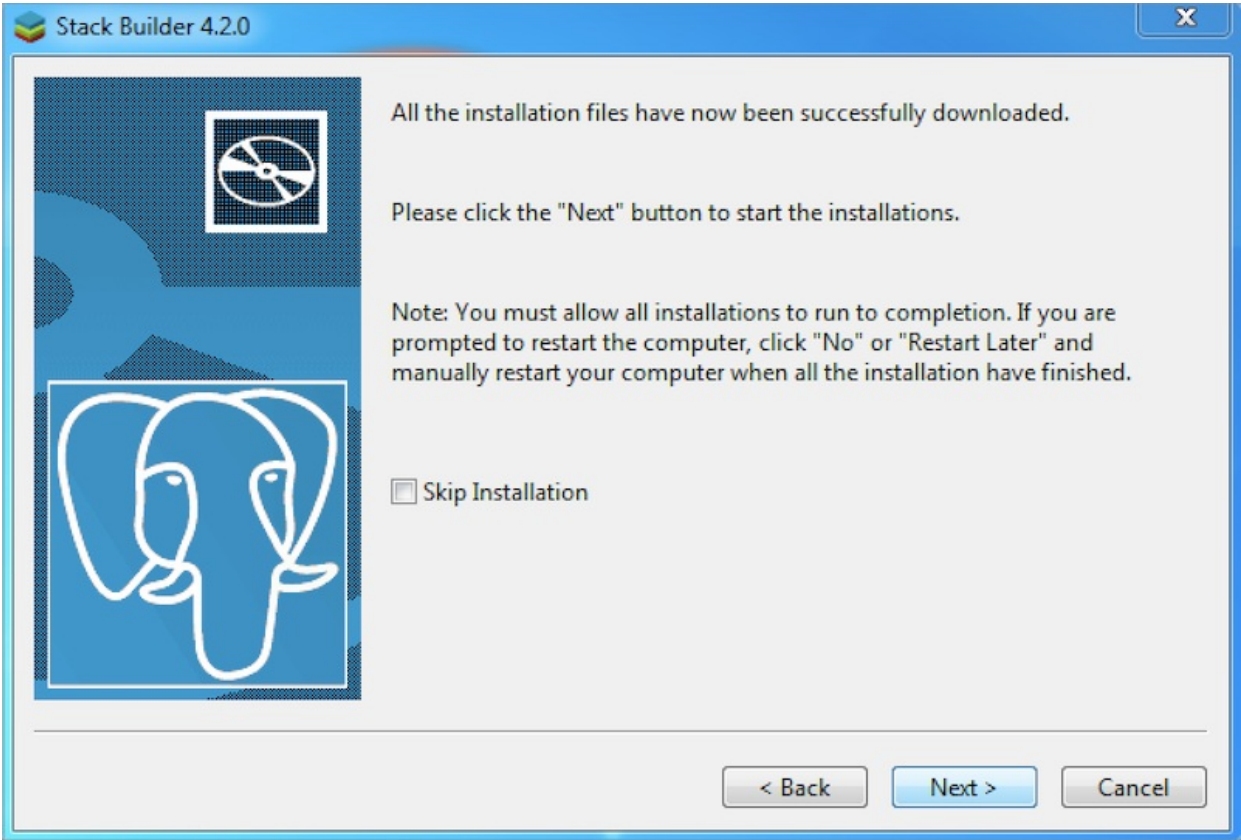 Stack Builder 4.2.0
All the installation files have now been successfully downloaded.
Please click the "Next" button to start the installations.
Note: You must allow all installations to run to completion. If you are
prompted to restart the computer, click "No" or "Restart Later" and
manually restart your computer when all the installation have finished.
Skip Installation
< Back
Next >
Cancel